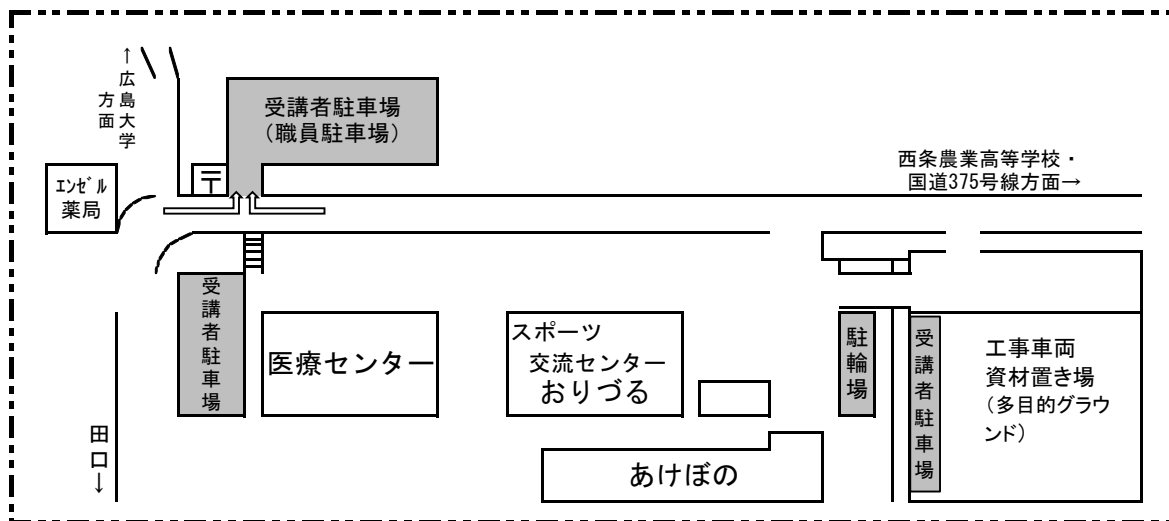 ↑広島大学
方面
受講者駐車場
(職員駐車場)
西条農業高等学校・
国道375号線方面→
エンゼル
薬局
〒
受講者駐車場
医療センター
スポーツ
交流センター
おりづる
駐輪場
受講者駐車場
工事車両
資材置き場
(多目的グラウ
ンド)
田口→
あけぼの